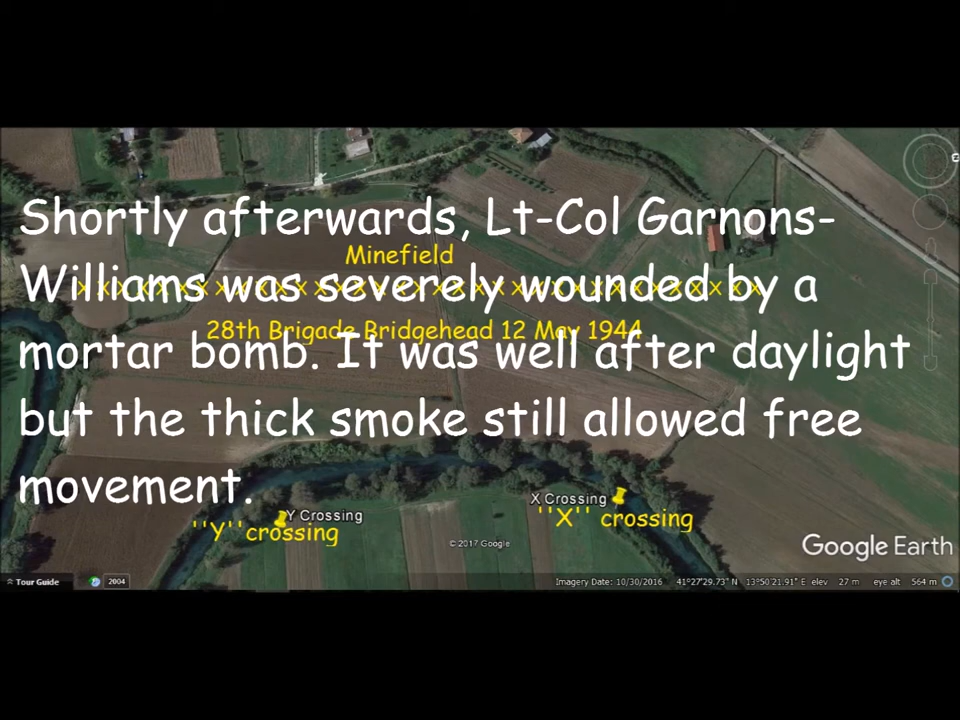 Shortly afterwards, Lt-Col Garnons-
Minefield
Williams was severely wounded by a
x x x x x x x x x x x x x x x x x x x x x x x x x x x x x x x x x x x
28th Brigade Bridgehead 12 May 1944
mortar bomb. It was well after daylight
but the thick smoke still allowed free
movement.
X Crossing
''X'' crossing
Y Crossing
''Y''crossing
© 2017 Google
Google Earth
Tour Guide
2004
Imagery Date: 10/30/2016 41°27'29.73" N 13°50'21.91" E elev 27 m eye alt 564 m